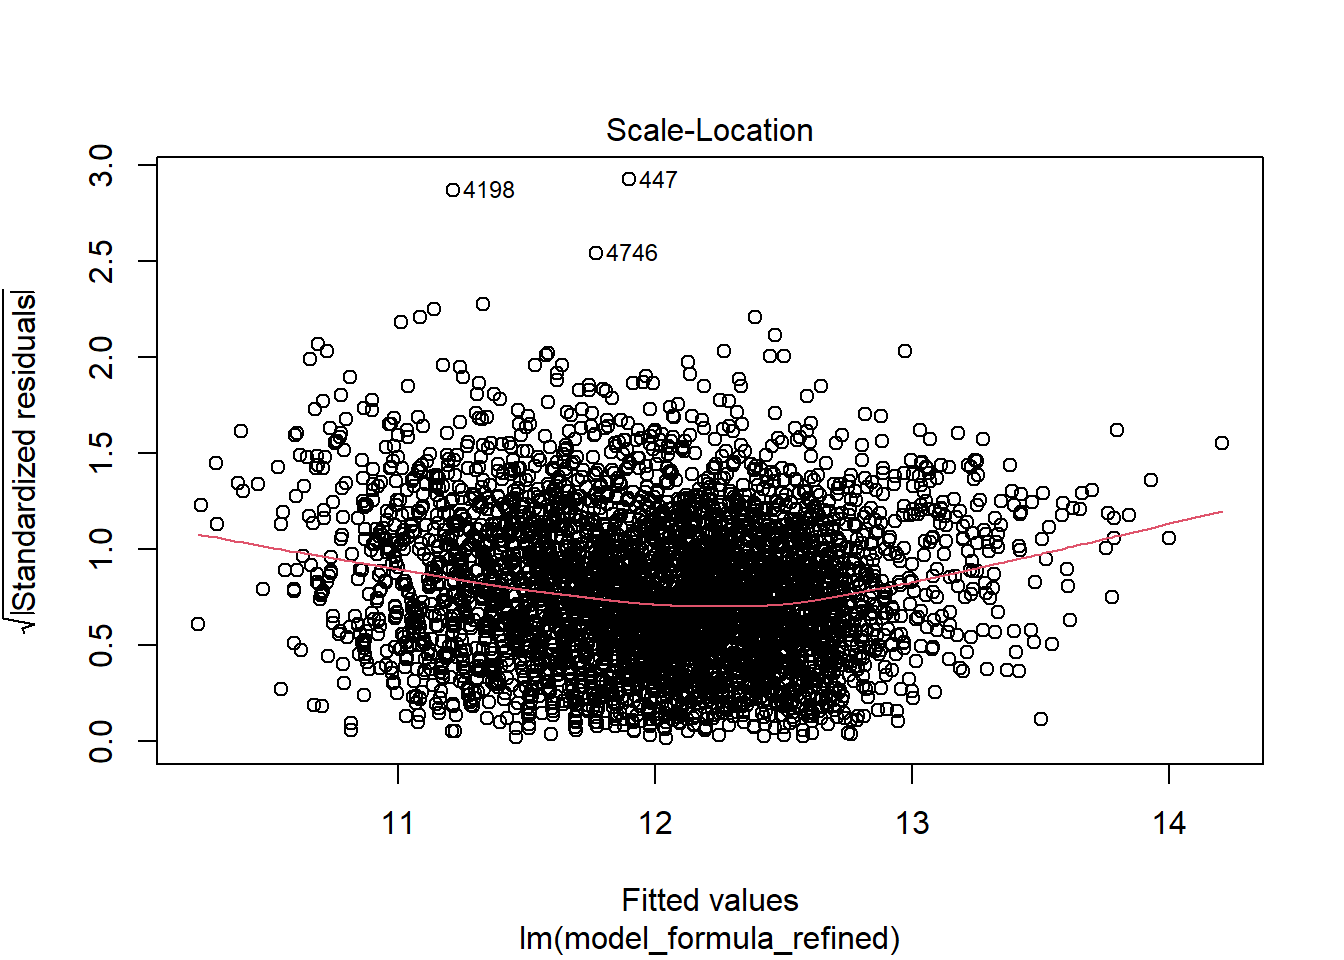 Scale-Location
√|Standardized residuals|
3.0
2.5
2.0
1.5
1.0
0.5
0.0
4198
447
4746
11 12 13 14
Fitted values
lm(model_formula_refined)